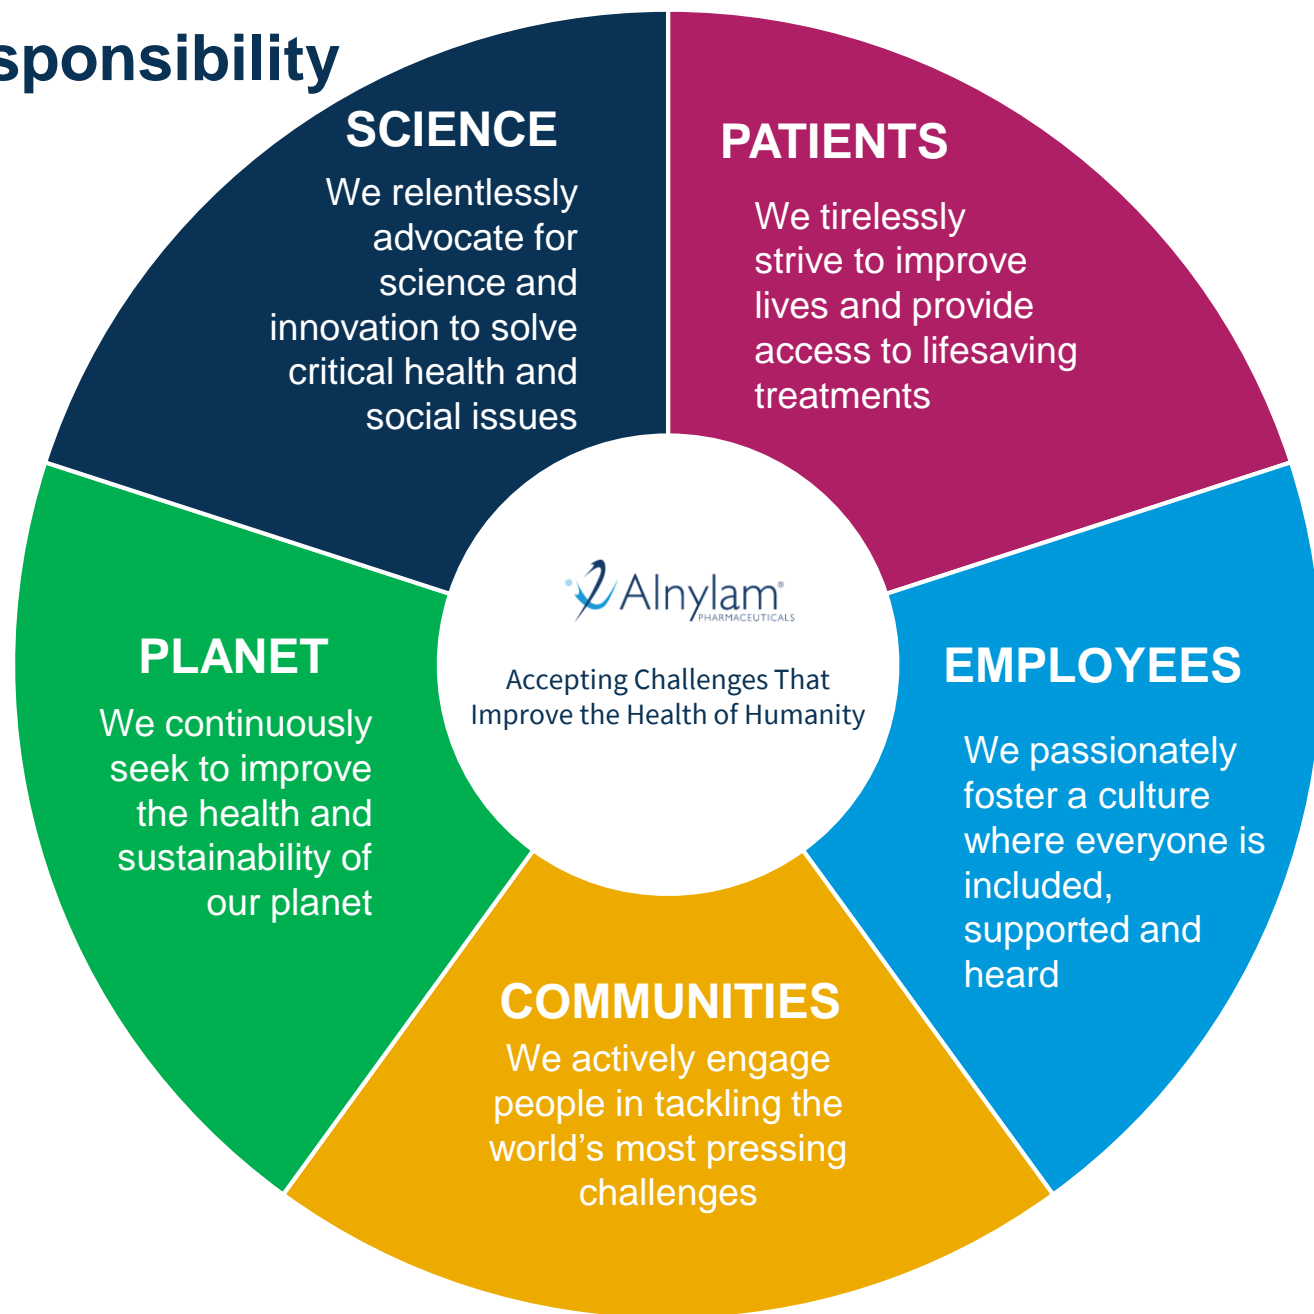 sponsibility
SCIENCE
We relentlessly
advocate for
science and
innovation to solve
critical health and
social issues
PATIENTS
We tirelessly
strive to improve
lives and provide
access to lifesaving
treatments
Alnylam®
PHARMACEUTICALS
Accepting Challenges That
Improve the Health of Humanity
PLANET
We continuously
seek to improve
the health and
sustainability of
our planet
EMPLOYEES
We passionately
foster a culture
where everyone is
included,
supported and
heard
COMMUNITIES
We actively engage
people in tackling the
world’s most pressing
challenges